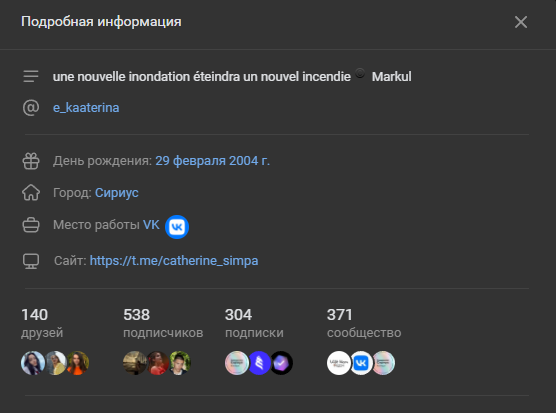 Подробная информация
une nouvelle inondation éteindra un nouvel incendie Markul
e_kaaterina
День рождения: 29 февраля 2004 г.
Город: Сириус
Место работы VK
Сайт: https://t.me/catherine_simpa
140 538 304 371
друзей подписчиков подписки сообщество